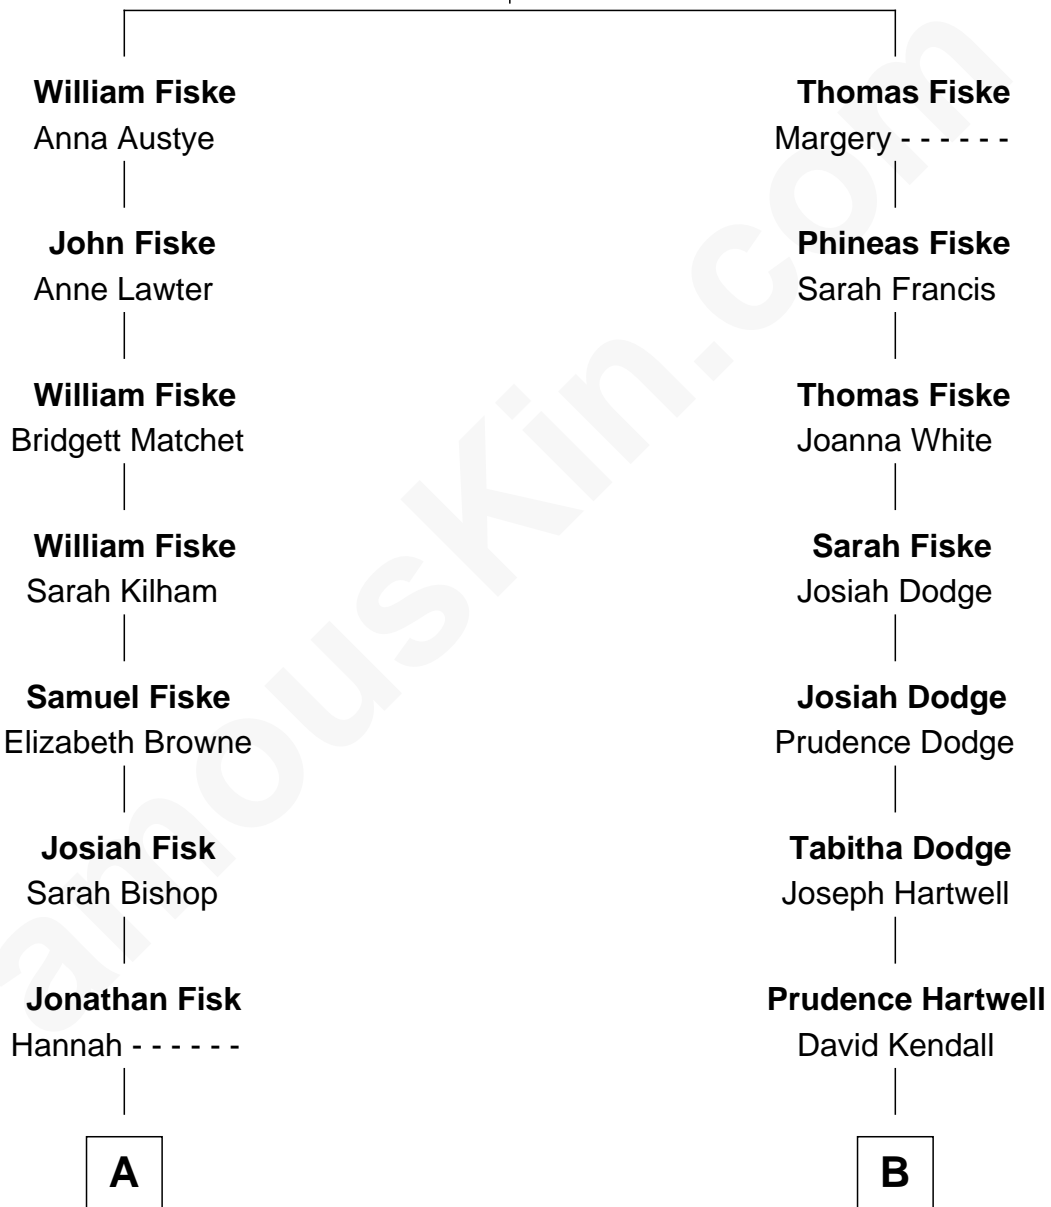 William Fiske
Anna Austye
John Fiske
Anne Lawter
William Fiske
Bridgett Matchet
William Fiske
Sarah Kilham
Samuel Fiske
Elizabeth Browne
Josiah Fisk
Sarah Bishop
Jonathan Fisk
Hannah - - - - - -
A
Thomas Fiske
Margery - - - - - -
Phineas Fiske
Sarah Francis
Thomas Fiske
Joanna White
Sarah Fiske
Josiah Dodge
Josiah Dodge
Prudence Dodge
Tabitha Dodge
Joseph Hartwell
Prudence Hartwell
David Kendall
B
amousKin.com